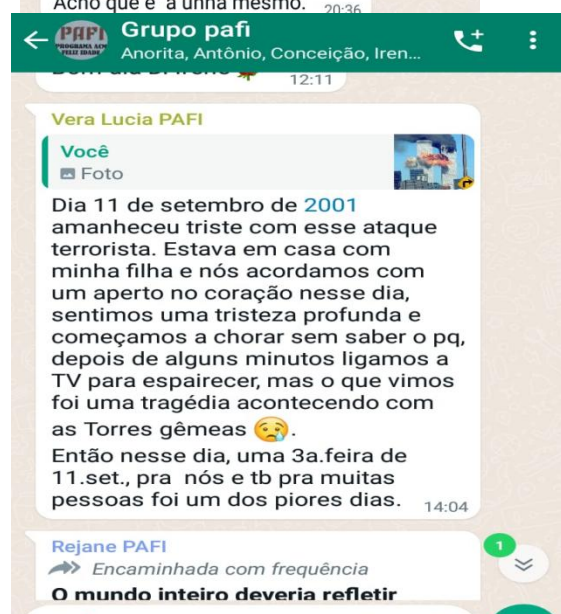 Acho que é a unha mesmo. 20:36
PAFI
PROGRAMA ACM
FELIZ IDADE
Grupo pafi
Anorita, Antônio, Conceição, Iren...
12:11
Vera Lucia PAFI
Você
Foto
Dia 11 de setembro de 2001
amanheceu triste com esse ataque
terrorista. Estava em casa com
minha filha e nós acordamos com
um aperto no coração nesse dia,
sentimos uma tristeza profunda e
começamos a chorar sem saber o pq,
depois de alguns minutos ligamos a
TV para espairecer, mas o que vimos
foi uma tragédia acontecendo com
as Torres gêmeas 😢.
Então nesse dia, uma 3a.feira de
11.set., pra nós e tb pra muitas
pessoas foi um dos piores dias. 14:04
Rejane PAFI
Encaminhada com frequência
1
O mundo inteiro deveria refletir